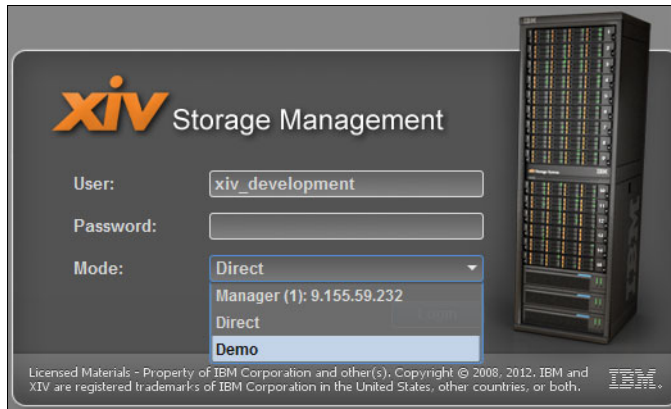 xiv Storage Management
User: xiv_development
Password:
Mode: Direct
Manager (1): 9.155.59.232
Direct
Login
Demo
Licensed Materials - Property of IBM Corporation and other(s). Copyright © 2008, 2012. IBM and
XIV are registered trademarks of IBM Corporation in the United States, other countries, or both.
IBM.
IBM